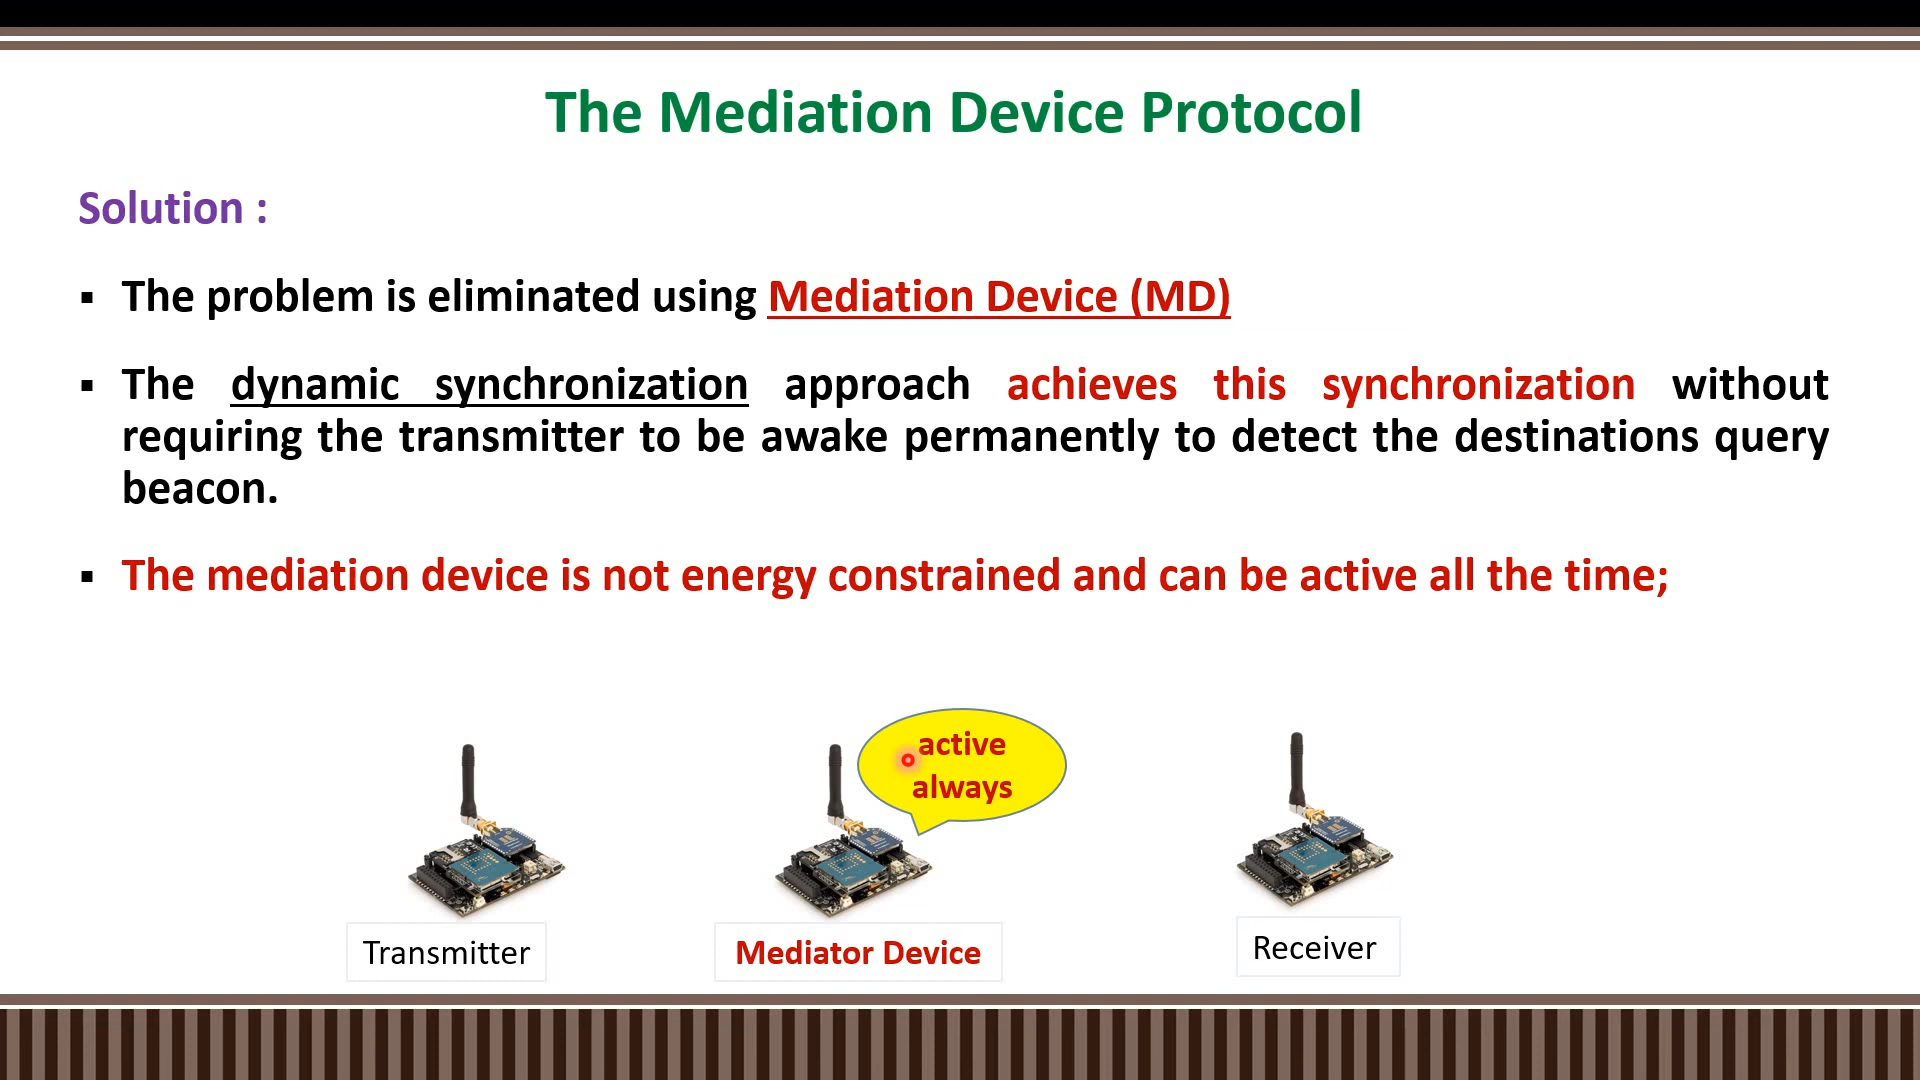 The Mediation Device Protocol
Solution :
▪ The problem is eliminated using Mediation Device (MD)
▪ The dynamic synchronization approach achieves this synchronization without
requiring the transmitter to be awake permanently to detect the destinations query
beacon.
▪ The mediation device is not energy constrained and can be active all the time;
active
always
Transmitter
Mediator Device
Receiver